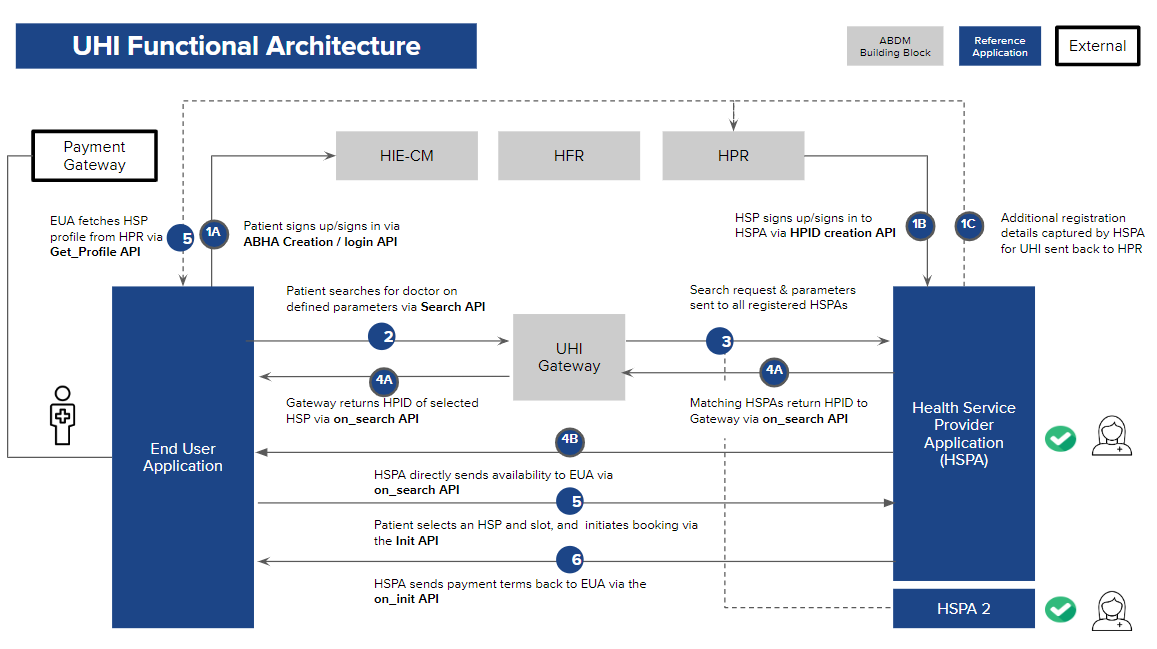 UHI Functional Architecture
ABDM
Building Block
Reference
Application
External
Payment
Gateway
HIE-CM
HFR
HPR
EUA fetches HSP
profile from HPR via
Get_Profile API
5
1A
Patient signs up/signs in via
ABHA Creation / login API
HSP signs up/signs in to
HSPA via HPID creation API
1B
1C
Additional registration
details captured by HSPA
for UHI sent back to HPR
Patient searches for doctor on
defined parameters via Search API
2
Search request & parameters
sent to all registered HSPAs
3
UHI
Gateway
4A
Gateway returns HPID of selected
HSP via on_search API
4A
Matching HSPAs return HPID to
Gateway via on_search API
End User
Application
Health Service
Provider
Application
(HSPA)
4B
HSPA directly sends availability to EUA via
on_search API
5
Patient selects an HSP and slot, and  initiates booking via
the Init API
6
HSPA sends payment terms back to EUA via the
on_init API
HSPA 2